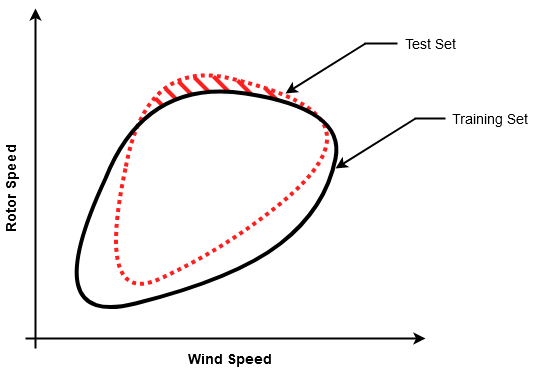 Test Set
Training Set
Rotor Speed
Wind Speed